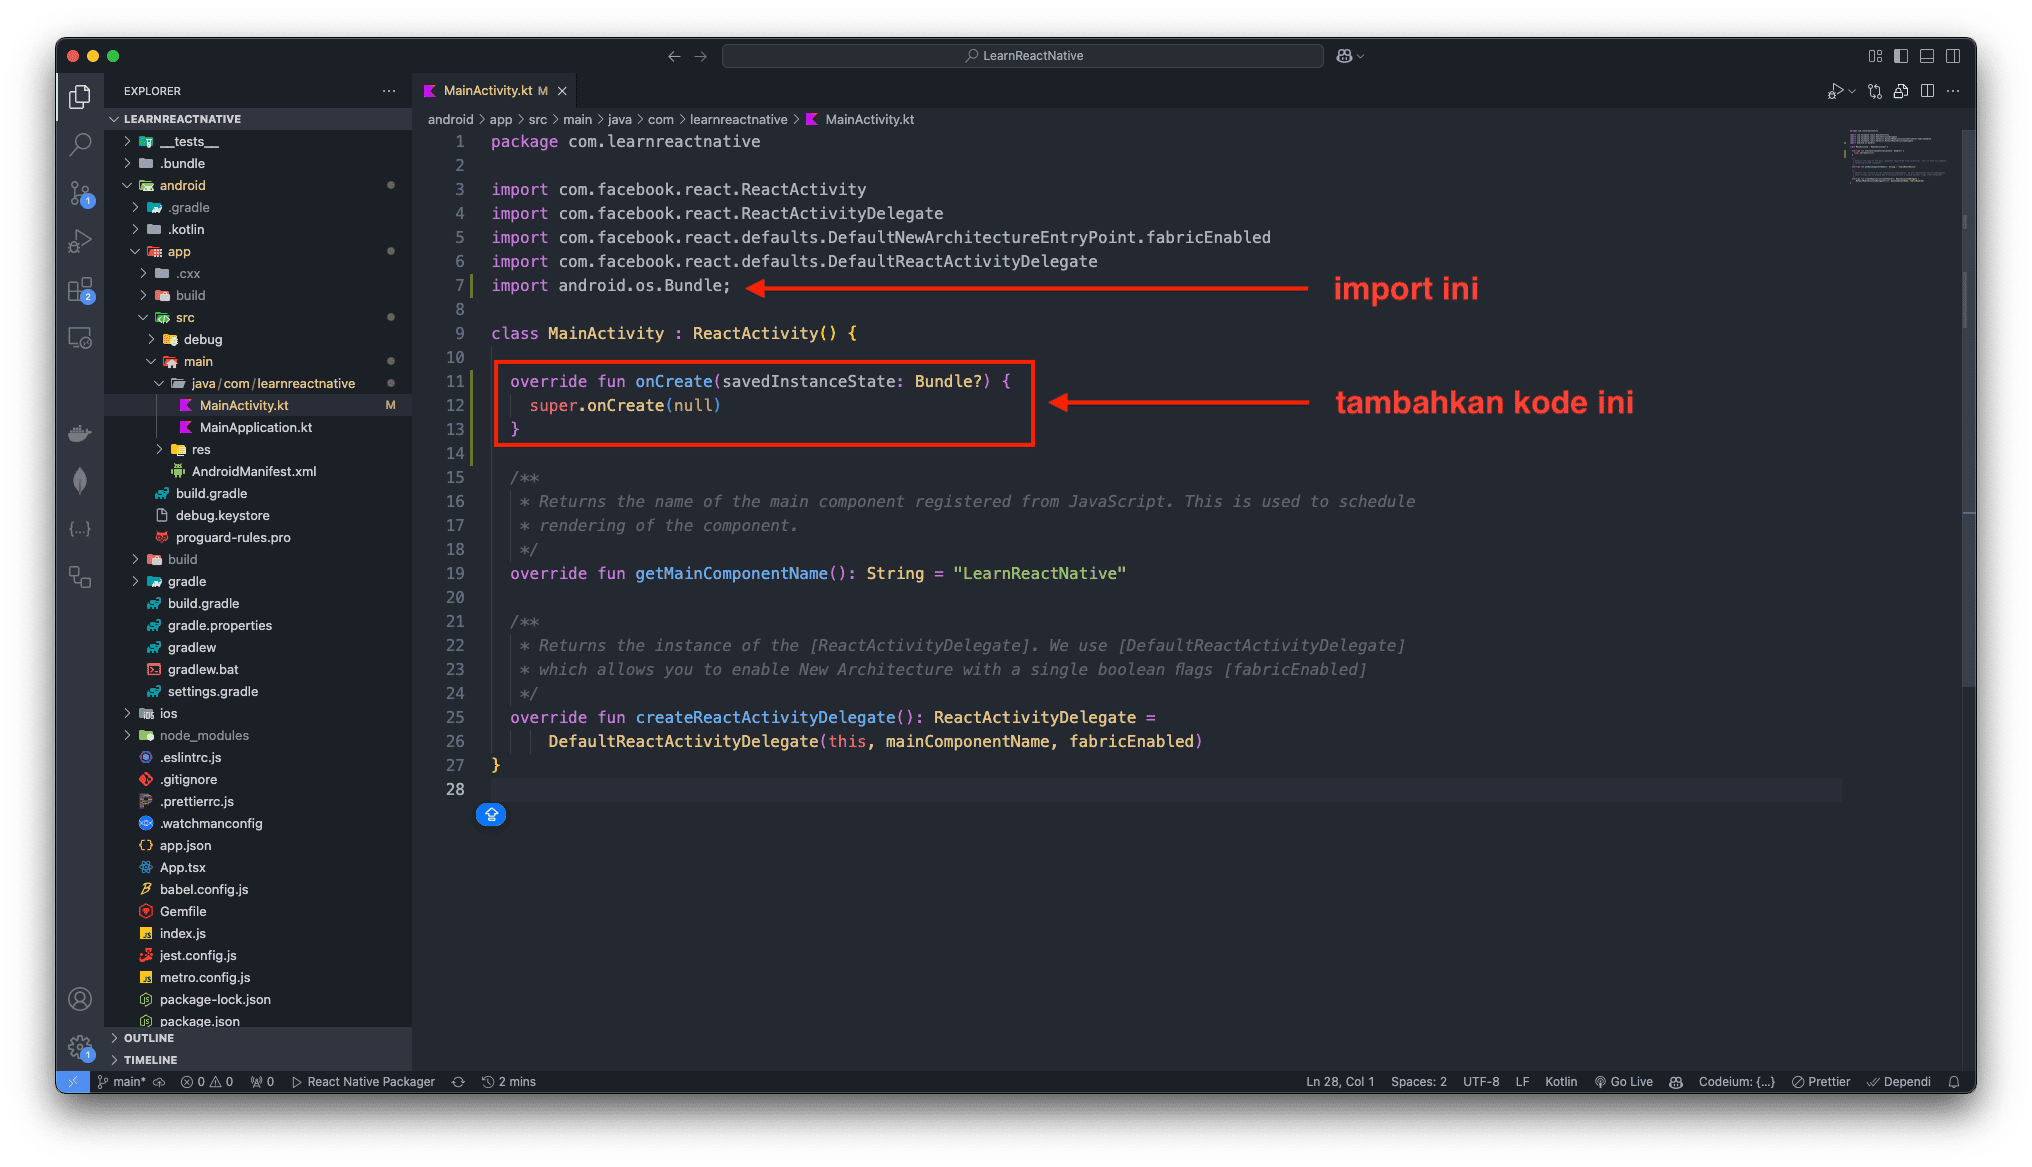 LearnReactNative
EXPLORER
LEARNREACTNATIVE
__tests__
.bundle
android
.gradle
.kotlin
app
.cxx
build
src
debug
main
java/com/learnreactnative
MainActivity.kt M
MainApplication.kt
res
AndroidManifest.xml
build.gradle
debug.keystore
proguard-rules.pro
build
gradle
build.gradle
gradle.properties
gradlew
gradlew.bat
settings.gradle
ios
node_modules
.eslintrc.js
.gitignore
.prettierrc.js
.watchmanconfig
app.json
App.tsx
babel.config.js
Gemfile
index.js
jest.config.js
metro.config.js
package-lock.json
package.json
OUTLINE
TIMELINE
1
2
1
MainActivity.kt M
android > app > src > main > java > com > learnreactnative > MainActivity.kt
1 package com.learnreactnative
2
3 import com.facebook.react.ReactActivity
4 import com.facebook.react.ReactActivityDelegate
5 import com.facebook.react.defaults.DefaultNewArchitectureEntryPoint.fabricEnabled
6 import com.facebook.react.defaults.DefaultReactActivityDelegate
7 import android.os.Bundle;
import ini
8
9 class MainActivity : ReactActivity() {
10
11 override fun onCreate(savedInstanceState: Bundle?) {
12 super.onCreate(null)
tambahkan kode ini
13 }
14
15 /**
16 * Returns the name of the main component registered from JavaScript. This is used to schedule
17 * rendering of the component.
18 */
19 override fun getMainComponentName(): String = "LearnReactNative"
20
21 /**
22 * Returns the instance of the [ReactActivityDelegate]. We use [DefaultReactActivityDelegate]
23 * which allows you to enable New Architecture with a single boolean flags [fabricEnabled]
24 */
25 override fun createReactActivityDelegate(): ReactActivityDelegate =
26 DefaultReactActivityDelegate(this, mainComponentName, fabricEnabled)
27 }
28
main* 0 0 0 React Native Packager 2 mins
Ln 28, Col 1 Spaces: 2 UTF-8 LF Kotlin Go Live Codeium: {...} Prettier Dependi